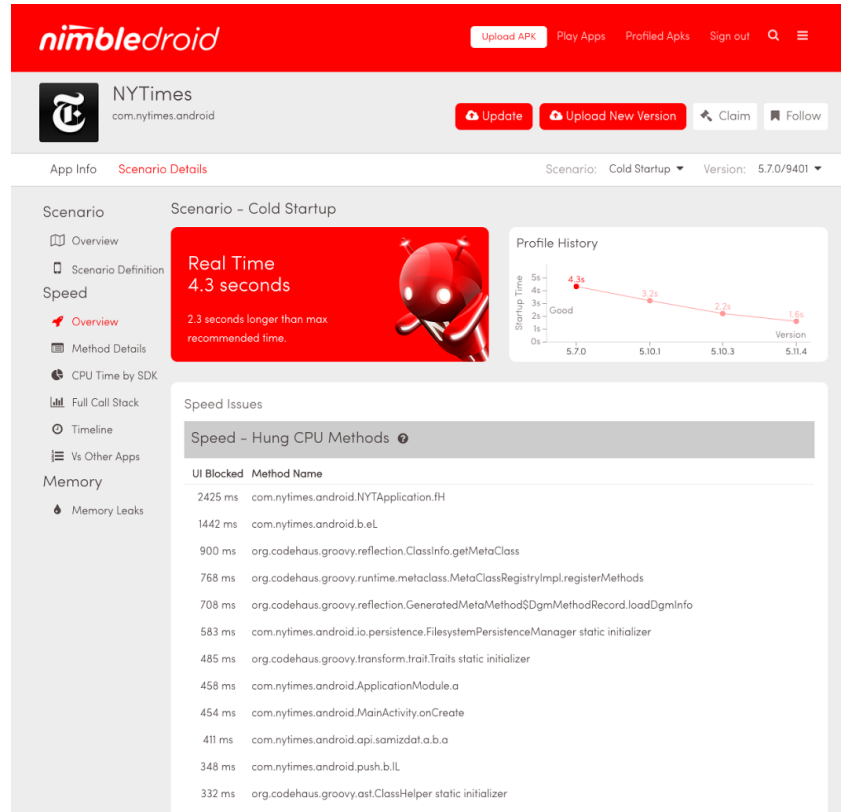 nimbledroid
Upload APK Play Apps Profiled Apks Sign out
NYTimes
com.nytimes.android
Update Upload New Version Claim Follow
App Info Scenario Details Scenario: Cold Startup Version: 5.7.0/9401
Scenario
Overview
Scenario Definition
Speed
Overview
Method Details
CPU Time by SDK
Full Call Stack
Timeline
Vs Other Apps
Memory
Memory Leaks
Scenario - Cold Startup
Real Time
4.3 seconds
2.3 seconds longer than max
recommended time.
Profile History
Startup Time
5s
4s
3s
2s
1s
0s
Good
4.3s
3.2s
2.2s
1.6s
Version
5.7.0 5.10.1 5.10.3 5.11.4
Speed Issues
Speed - Hung CPU Methods
UI Blocked Method Name
2425 ms com.nytimes.android.NYTApplication.fH
1442 ms com.nytimes.android.b.eL
900 ms org.codehaus.groovy.reflection.ClassInfo.getMetaClass
768 ms org.codehaus.groovy.runtime.metaclass.MetaClassRegistryImpl.registerMethods
708 ms org.codehaus.groovy.reflection.GeneratedMetaMethod$DgmMethodRecord.loadDgmInfo
583 ms com.nytimes.android.io.persistence.FilesystemPersistenceManager static initializer
485 ms org.codehaus.groovy.transform.trait.Traits static initializer
458 ms com.nytimes.android.ApplicationModule.a
454 ms com.nytimes.android.MainActivity.onCreate
411 ms com.nytimes.android.api.samizdat.a.b.a
348 ms com.nytimes.android.push.b.lL
332 ms org.codehaus.groovy.ast.ClassHelper static initializer